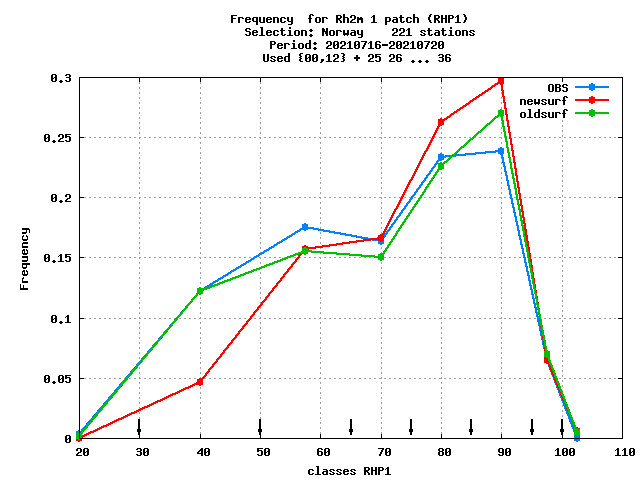 Frequency for Rh2m 1 patch (RHP1)
Selection: Norway 221 stations
Period: 20210716-20210720
Used {00,12} + 25 26 ... 36
OBS
newsurf
oldsurf
0.3
0.25
0.2
0.15
0.1
0.05
0
Frequency
20 30 40 50 60 70 80 90 100 110
classes RHP1